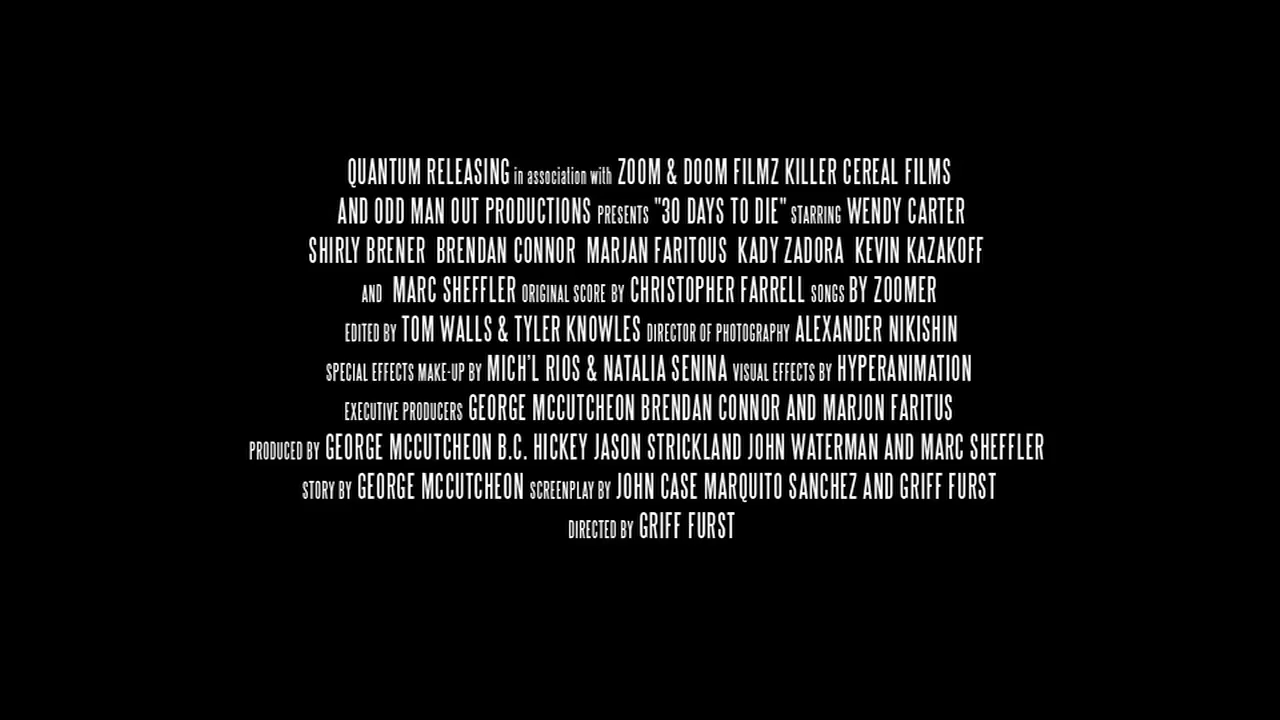 QUANTUM RELEASING in association with ZOOM & DOOM FILMZ KILLER CEREAL FILMS
AND ODD MAN OUT PRODUCTIONS PRESENTS "30 DAYS TO DIE" STARRING WENDY CARTER
SHIRLY BRENER BRENDAN CONNOR MARJAN FARITOUS KADY ZADORA KEVIN KAZAKOFF
AND MARC SHEFFLER ORIGINAL SCORE BY CHRISTOPHER FARRELL SONGS BY ZOOMER
EDITED BY TOM WALLS & TYLER KNOWLES DIRECTOR OF PHOTOGRAPHY ALEXANDER NIKISHIN
SPECIAL EFFECTS MAKE-UP BY MICH'L RIOS & NATALIA SENINA VISUAL EFFECTS BY HYPERANIMATION
EXECUTIVE PRODUCERS GEORGE MCCUTCHEON BRENDAN CONNOR AND MARJON FARITUS
PRODUCED BY GEORGE MCCUTCHEON B.C. HICKEY JASON STRICKLAND JOHN WATERMAN AND MARC SHEFFLER
STORY BY GEORGE MCCUTCHEON SCREENPLAY BY JOHN CASE MARQUITO SANCHEZ AND GRIFF FURST
DIRECTED BY GRIFF FURST